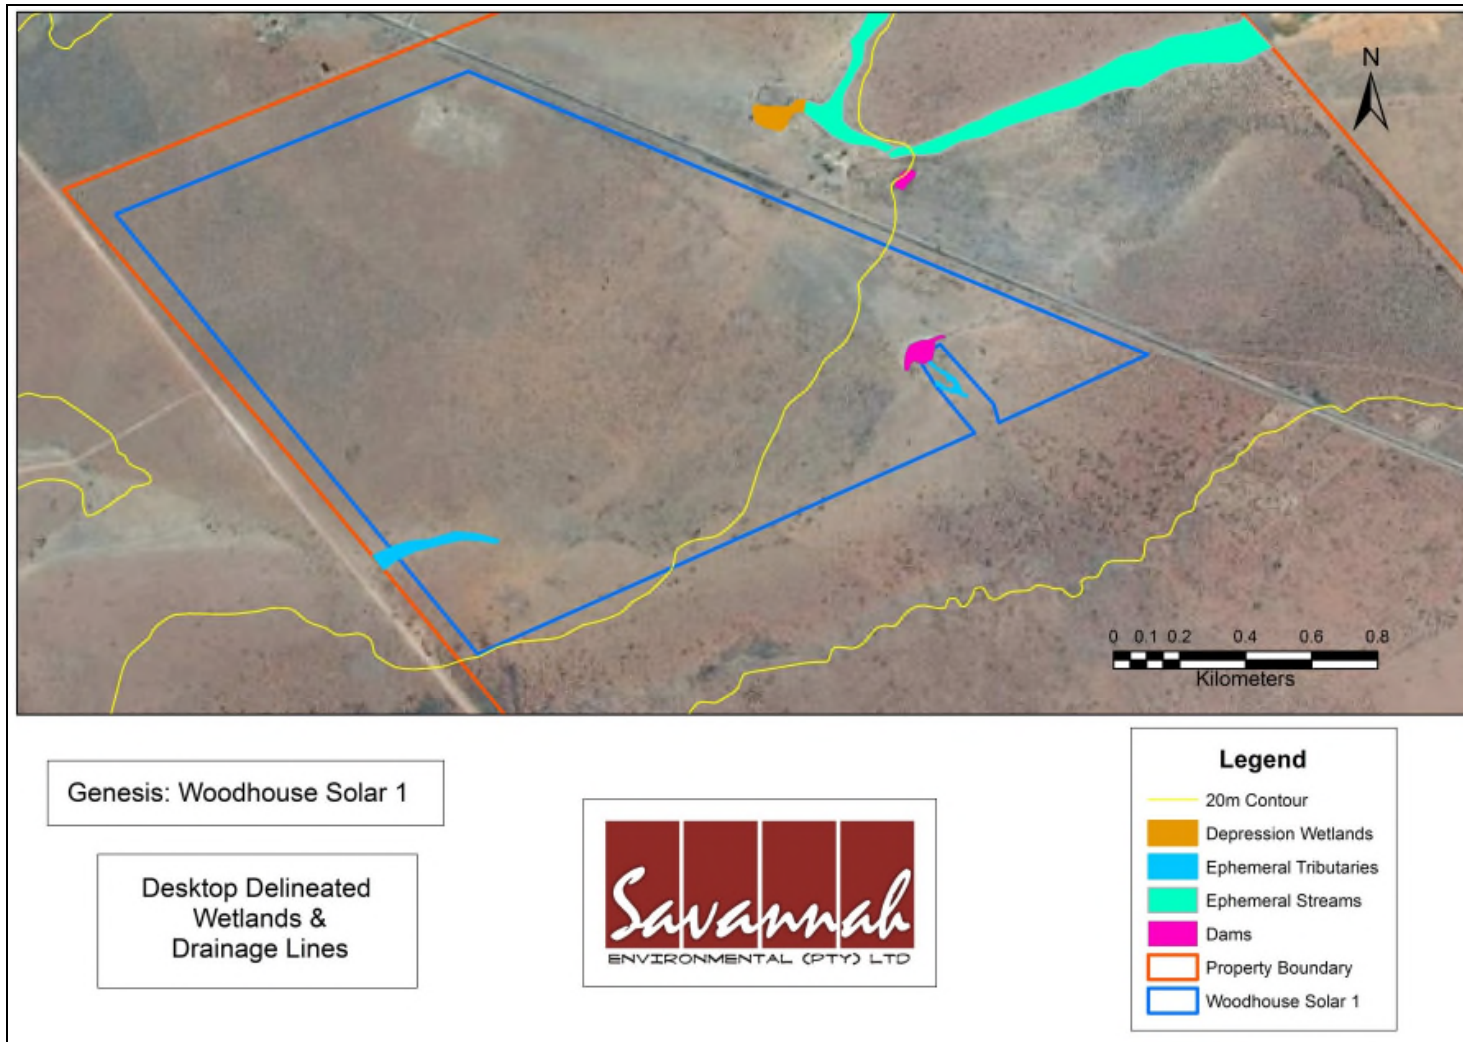 N
0 0.1 0.2 0.4 0.6 0.8
Kilometers
Genesis: Woodhouse Solar 1
Desktop Delineated
Wetlands &
Drainage Lines
Savannah
ENVIRONMENTAL (PTY) LTD
Legend
20m Contour
Depression Wetlands
Ephemeral Tributaries
Ephemeral Streams
Dams
Property Boundary
Woodhouse Solar 1